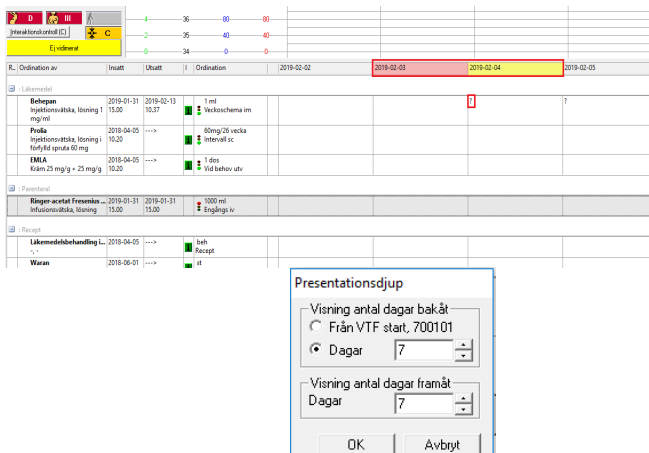 D III
4 36 80 80
Interaktionskontroll (C) C
2 35 40 40
Ej vidimerat
0 34 0 0
R.. Ordination av Insatt Utsatt I Ordination 2019-02-02 2019-02-03 2019-02-04 2019-02-05
: Läkemedel
Behepan 2019-01-31 2019-02-13 1 ml ? ?
Injektionsvätska, lösning 1 15.00 10.37 Veckoschema im
mg/ml
Prolia 2018-04-05 ---> 60mg/26 vecka
Injektionsvätska, lösning i 10.20 Intervall sc
förfylld spruta 60 mg
EMLA 2018-04-05 ---> 1 dos
Kräm 25 mg/g + 25 mg/g 10.20 Vid behov utv
: Parenteral
Ringer-acetat Fresenius ... 2019-01-31 2019-01-31 1000 ml
Infusionsvätska, lösning 15.00 15.00 Engångs iv
: Recept
Läkemedelsbehandling i... 2018-04-05 ---> beh
-, - Recept
Waran 2018-06-01 ---> st
Presentationsdjup
Visning antal dagar bakåt
Från VTF start, 700101
Dagar 7
Visning antal dagar framåt
Dagar 7
OK Avbryt